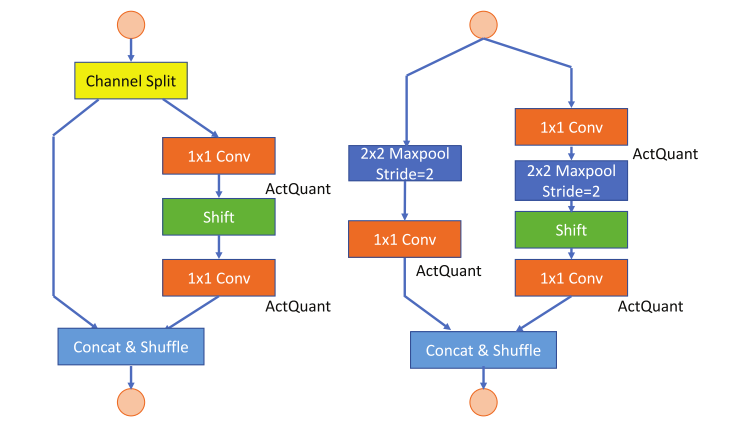 Channel Split
1x1 Conv
ActQuant
Shift
1x1 Conv
ActQuant
Concat & Shuffle
1x1 Conv
ActQuant
2x2 Maxpool
Stride=2
2x2 Maxpool
Stride=2
Shift
1x1 Conv
ActQuant
1x1 Conv
ActQuant
Concat & Shuffle